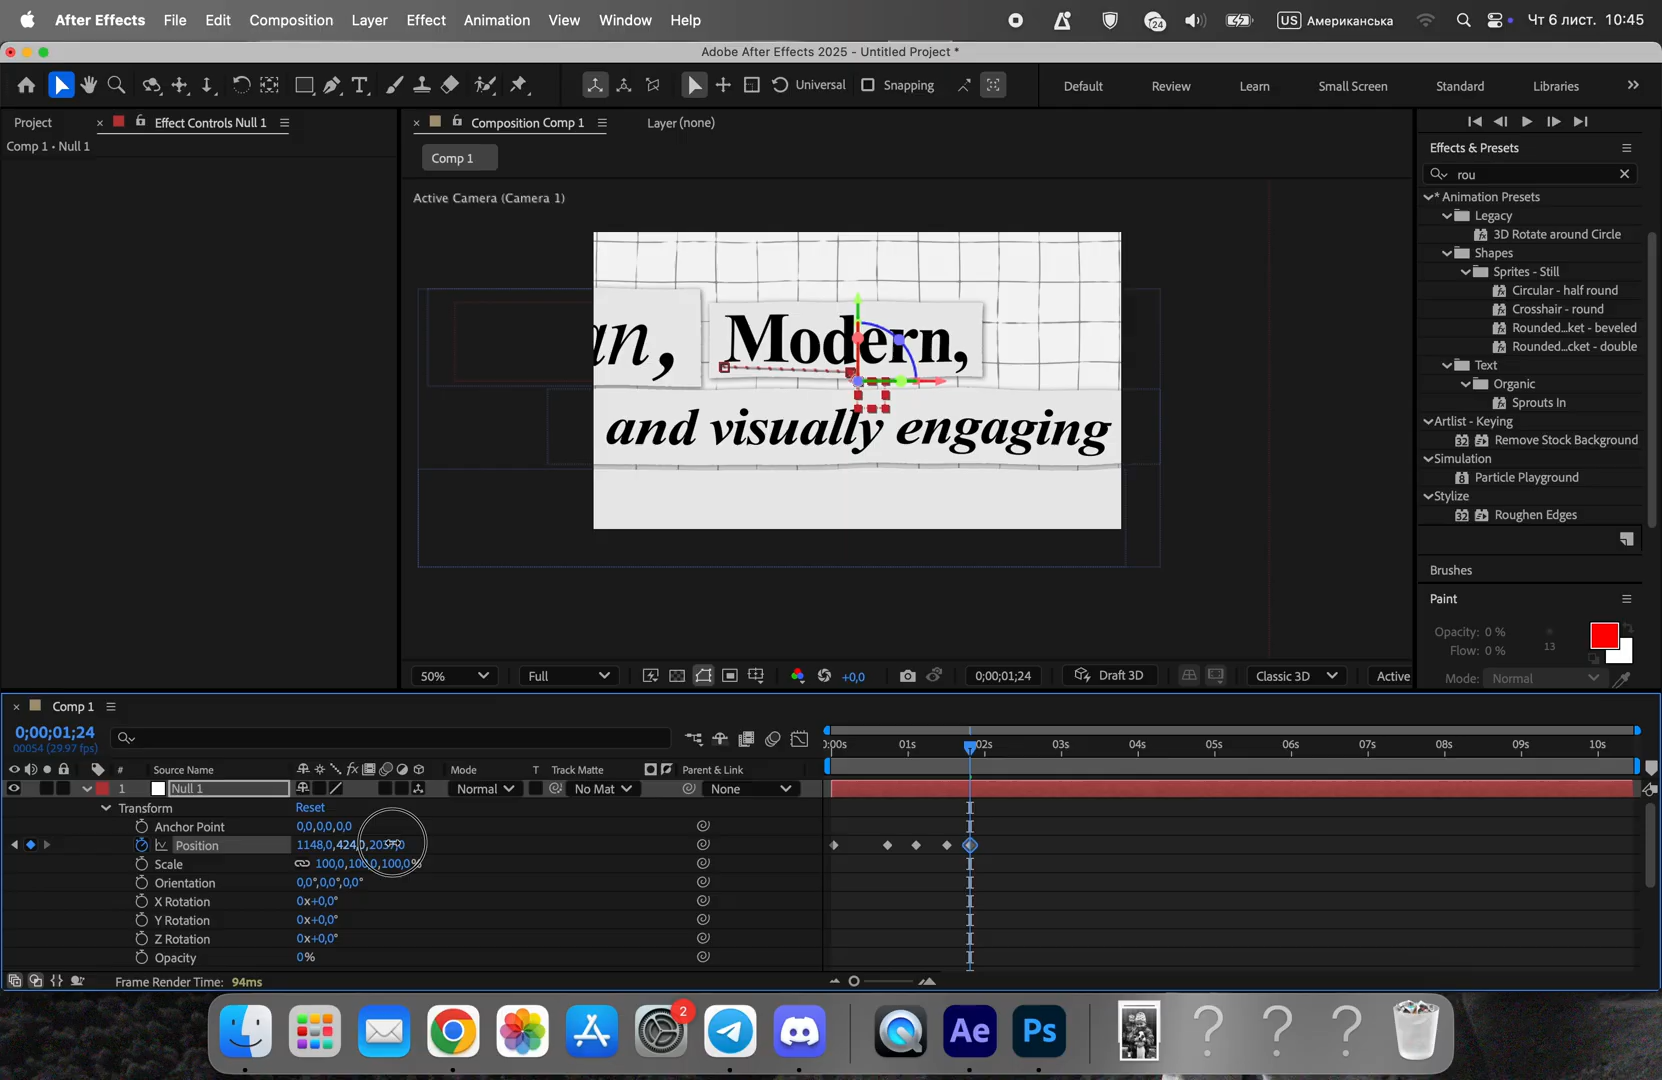 After Effects File Edit Composition Layer Effect Animation View Window Help 24 US Американська Чт 6 лист. 10:45
Adobe After Effects 2025 - Untitled Project *
Universal Snapping Default Review Learn Small Screen Standard Libraries
Project × Effect Controls Null 1
Comp 1 • Null 1
× Composition Comp 1 Layer (none)
Comp 1
Active Camera (Camera 1)
an, Modern,
and visually engaging
50% Full +0,0 0;00;01;24 Draft 3D Classic 3D Active
Effects & Presets
rou
* Animation Presets
Legacy
3D Rotate around Circle
Shapes
Sprites - Still
Circular - half round
Crosshair - round
Rounded...ket - beveled
Rounded...cket - double
Text
Organic
Sprouts In
Artlist - Keying
32 Remove Stock Background
Simulation
8 Particle Playground
Stylize
32 Roughen Edges
Brushes
Paint
Opacity: 0 %
Flow: 0 % 13
Mode: Normal
× Comp 1
0;00;01;24
00054 (29.97 fps)
:00s 01s 02s 03s 04s 05s 06s 07s 08s 09s 10s
# Source Name fx Mode T Track Matte Parent & Link
1 Null 1 Normal No Mat None
Transform Reset
Anchor Point 0,0,0,0,0,0
Position 1148,0,424,0
Scale 100,0,100,0,100,0%
Orientation 0,0°,0,0°,0,0°
X Rotation 0x+0,0°
Y Rotation 0x+0,0°
Z Rotation 0x+0,0°
Opacity 0%
Frame Render Time: 94ms
2
Ae Ps